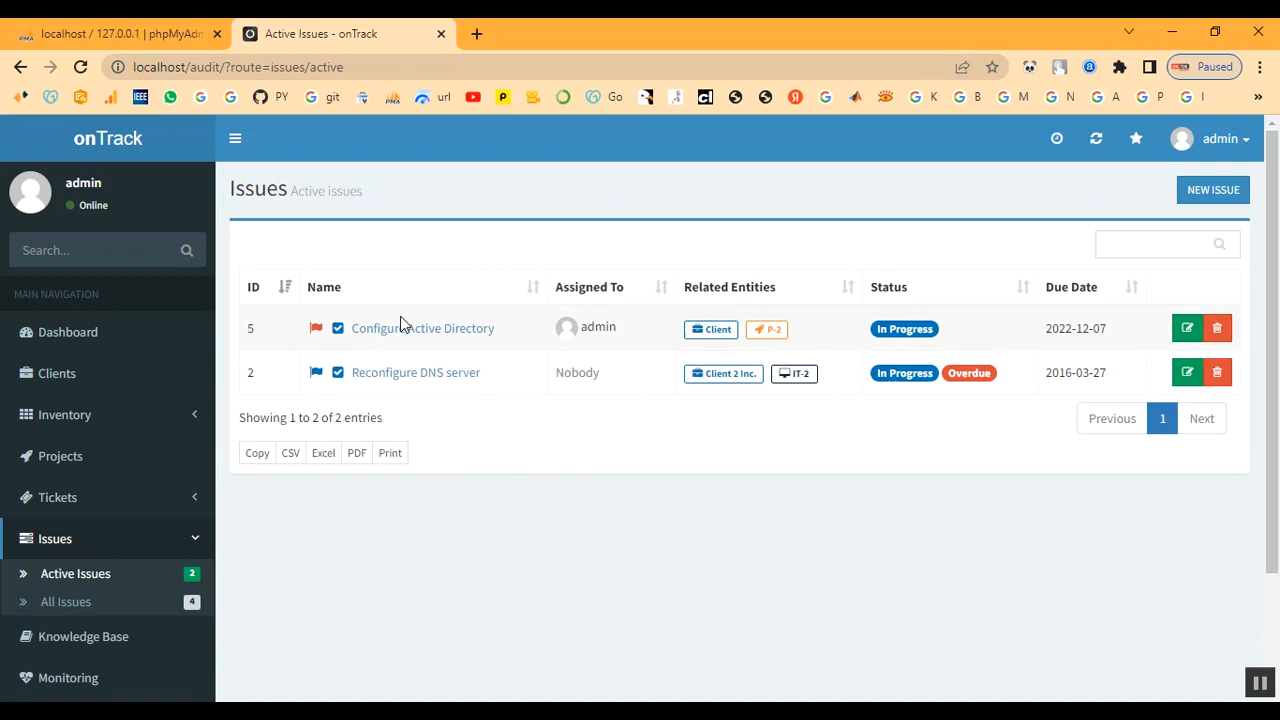 localhost / 127.0.0.1 | phpMyAdm
Active Issues - onTrack
localhost/audit/?route=issues/active
Paused
IEEE
PY
git
url
Go
K
B
M
N
A
P
I
onTrack
admin
admin
Online
Search...
MAIN NAVIGATION
Dashboard
Clients
Inventory
Projects
Tickets
Issues
Active Issues 2
All Issues 4
Knowledge Base
Monitoring
Issues Active issues
NEW ISSUE
ID Name Assigned To Related Entities Status Due Date
5 Configure Active Directory admin Client P-2 In Progress 2022-12-07
2 Reconfigure DNS server Nobody Client 2 Inc. IT-2 In Progress Overdue 2016-03-27
Showing 1 to 2 of 2 entries
Previous 1 Next
Copy CSV Excel PDF Print